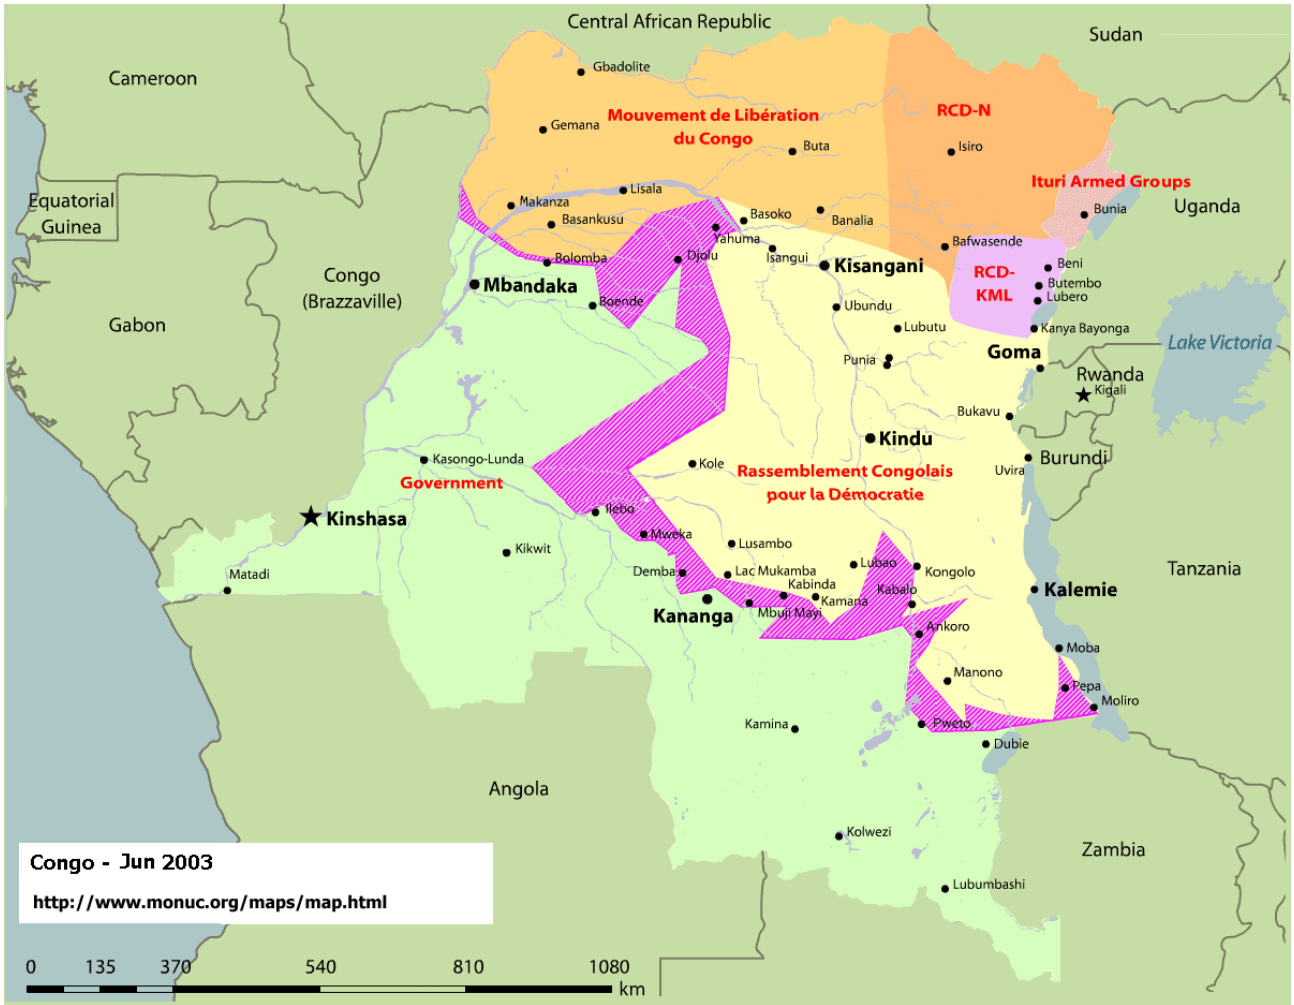 Central African Republic
Sudan
Cameroon
Gbadolite
Mouvement de Libération
du Congo
RCD-N
Gemana
Buta
Isiro
Ituri Armed Groups
Equatorial
Guinea
Lisala
Makanza
Basankusu
Basoko
Banalia
Bunia
Uganda
Yahuma
Bafwasende
Isangui
Djolu
Bolomba
Kisangani
Beni
RCD-
KML
Butembo
Lubero
Congo
(Brazzaville)
Mbandaka
Boende
Ubundu
Lubutu
Kanya Bayonga
Gabon
Lake Victoria
Goma
Punia
Rwanda
Kigali
Bukavu
Kindu
Burundi
Uvira
Kasongo-Lunda
Government
Kole
Rassemblement Congolais
pour la Démocratie
Kinshasa
Ilebo
Mweka
Lusambo
Kikwit
Matadi
Demba
Lac Mukamba
Lubao
Kongolo
Tanzania
Kabinda
Kabalo
Kamana
Kalemie
Kananga
Mbuji Mayi
Ankoro
Moba
Manono
Pepa
Moliro
Kamina
Pweto
Dubie
Angola
Kolwezi
Zambia
Lubumbashi
Congo - Jun 2003
http://www.monuc.org/maps/map.html
0 135 370 540 810 1080
km